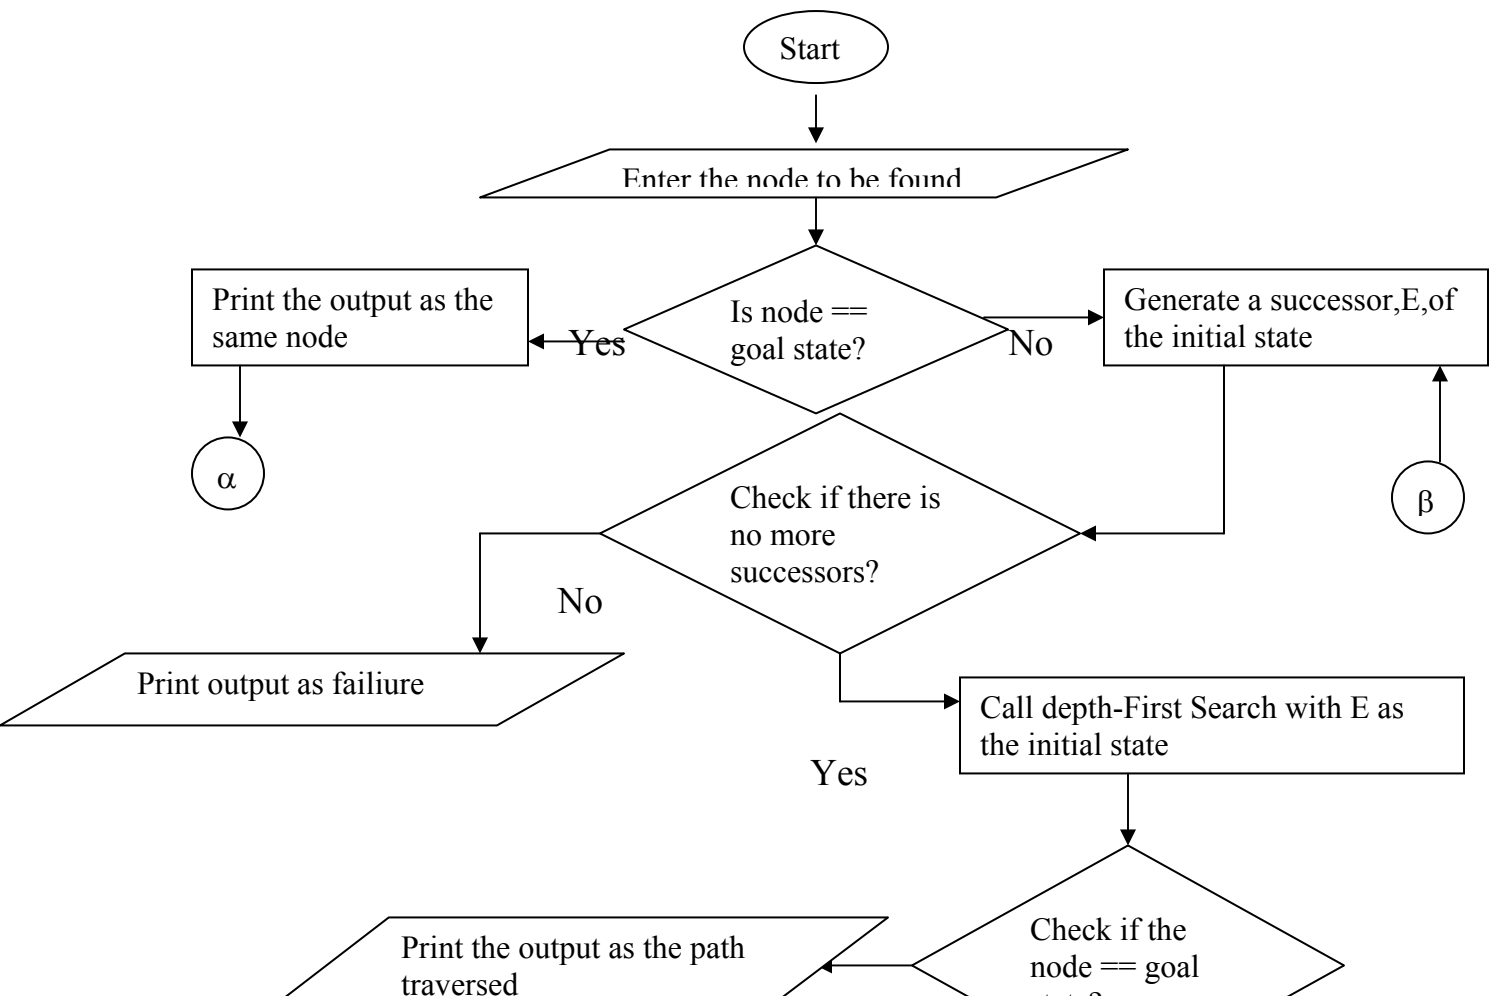 Start
Enter the node to be found
Print the output as the
same node
Yes
Is node ==
goal state?
No
Generate a successor,E,of
the initial state
α
β
Check if there is
no more
successors?
No
Print output as failiure
Call depth-First Search with E as
the initial state
Yes
Check if the
node == goal
Print the output as the path
traversed